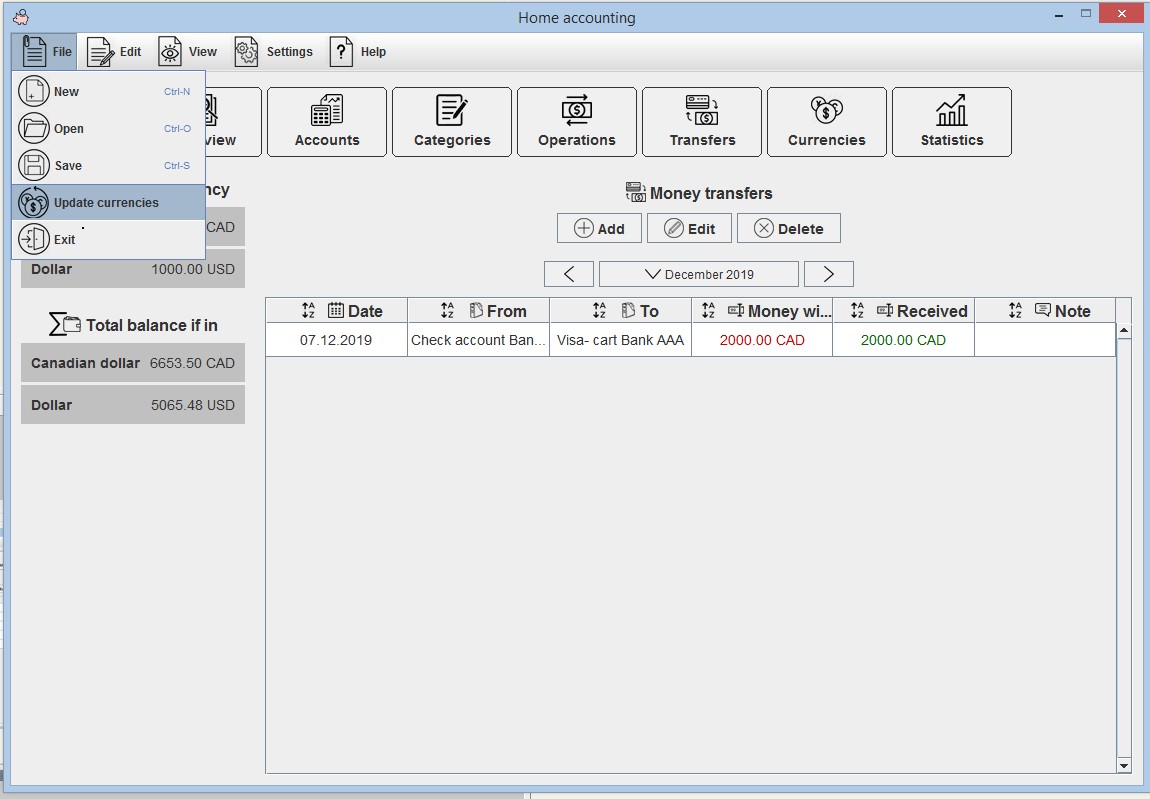 Home accounting
File Edit View Settings Help
New Ctrl-N
Open Ctrl-O
Save Ctrl-S
Update currencies
Exit
view Accounts Categories Operations Transfers Currencies Statistics
ncy
CAD
Dollar 1000.00 USD
Total balance if in
Canadian dollar 6653.50 CAD
Dollar 5065.48 USD
Money transfers
Add Edit Delete
December 2019
Date From To Money wi... Received Note
07.12.2019 Check account Ban... Visa- cart Bank AAA 2000.00 CAD 2000.00 CAD